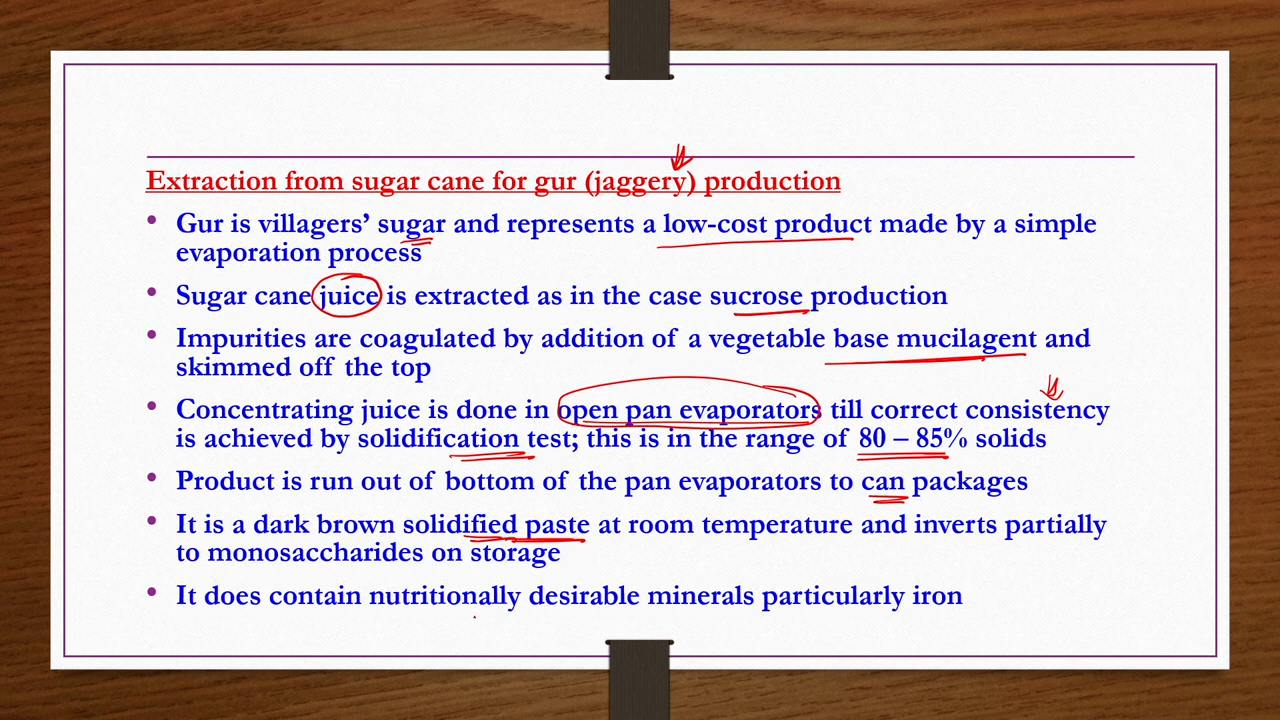 Extraction from sugar cane for gur (jaggery) production
• Gur is villagers’ sugar and represents a low-cost product made by a simple
evaporation process
• Sugar cane juice is extracted as in the case sucrose production
• Impurities are coagulated by addition of a vegetable base mucilagent and
skimmed off the top
• Concentrating juice is done in open pan evaporators till correct consistency
is achieved by solidification test; this is in the range of 80 – 85% solids
• Product is run out of bottom of the pan evaporators to can packages
• It is a dark brown solidified paste at room temperature and inverts partially
to monosaccharides on storage
• It does contain nutritionally desirable minerals particularly iron